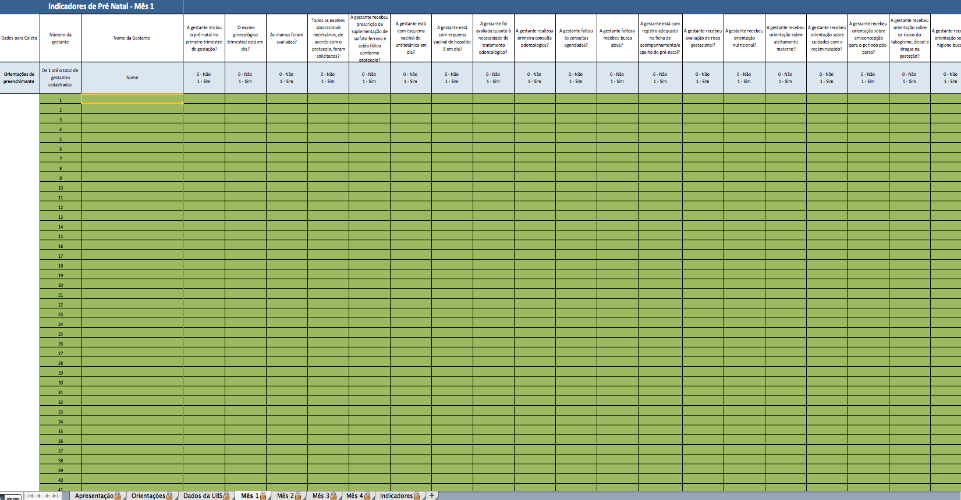 Indicadores de Pré Natal - Mês 1
Dados para Coleta
Número da
gestante
Nome da Gestante
A gestante iniciou
o pré-natal no
primeiro trimestre
de gestação?
O exame
ginecológico
trimestral está em
dia?
As mamas foram
avaliadas?
Todos os exames
laboratoriais
necessários, de
acordo com o
protocolo, foram
solicitados?
A gestante recebeu
prescrição de
suplementação de
sulfato ferroso e
ácido fólico
conforme
protocolo?
A gestante está
com esquema
vacinal de
antitetânica em
dia?
A gestante está
com esquema
vacinal de hepatite
B em dia?
A gestante foi
avaliada quanto à
necessidade de
tratamento
odontológico?
A gestante realizou
primeira consulta
odontológica?
A gestante faltou
às consultas
agendadas?
A gestante faltosa
recebeu busca
ativa?
A gestante está com
registro adequado
na ficha de
acompanhamento/e
spelho de pré-natal?
A gestante recebeu
avaliação de risco
gestacional?
A gestante recebeu
orientação
nutricional?
A gestante recebeu
orientação sobre
aleitamento
materno?
A gestante recebeu
orientação sobre
cuidados com o
recém-nascido?
A gestante recebeu
orientação sobre
anticoncepção
para o período pós
parto?
A gestante recebeu
orientação sobre
os riscos do
tabagismo, álcool e
drogas na
gestação?
A gestante rece
orientação so
higiene buc
Orientações de
preenchimento
De 1 até o total de
gestantes
cadastradas
Nome
0 - Não
1 - Sim
0 - Não
1 - Sim
0 - Não
1 - Sim
0 - Não
1 - Sim
0 - Não
1 - Sim
0 - Não
1 - Sim
0 - Não
1 - Sim
0 - Não
1 - Sim
0 - Não
1 - Sim
0 - Não
1 - Sim
0 - Não
1 - Sim
0 - Não
1 - Sim
0 - Não
1 - Sim
0 - Não
1 - Sim
0 - Não
1 - Sim
0 - Não
1 - Sim
0 - Não
1 - Sim
0 - Não
1 - Sim
0 - Não
1 - Sim
1
2
3
4
5
6
7
8
9
10
11
12
13
14
15
16
17
18
19
20
21
22
23
24
25
26
27
28
29
30
31
32
33
34
35
36
37
38
39
40
41
Apresentação
Orientações
Dados da UBS
Mês 1
Mês 2
Mês 3
Mês 4
Indicadores
+